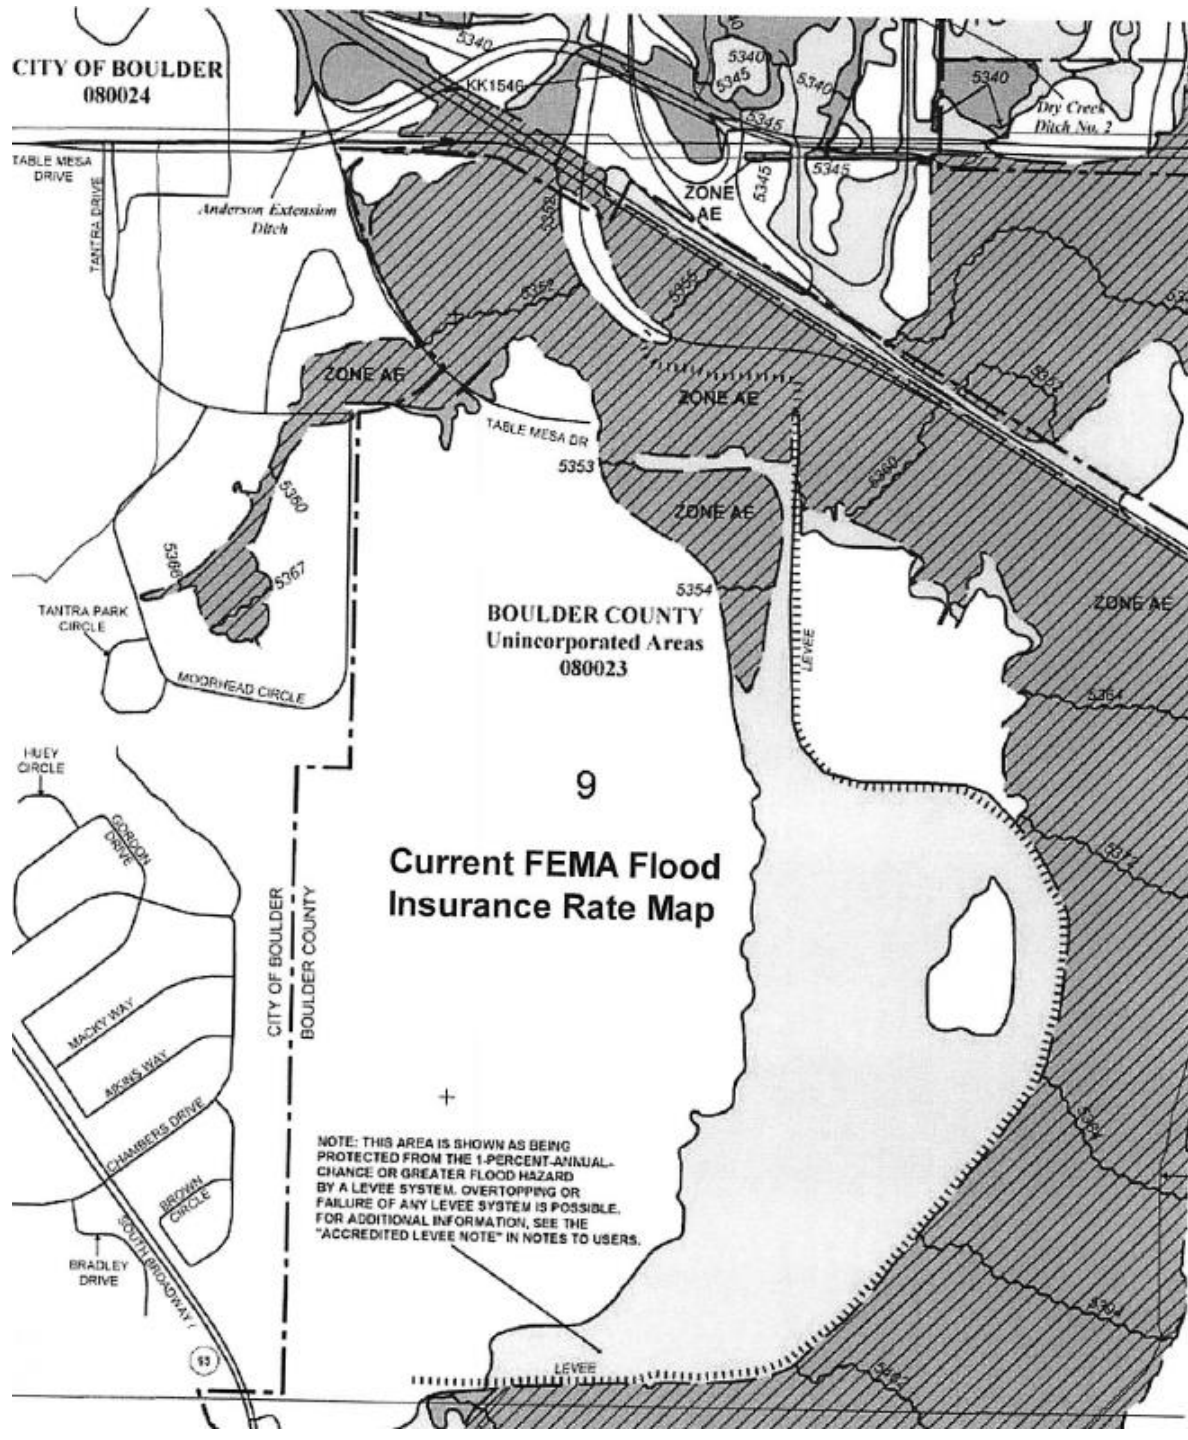 5340
CITY OF BOULDER
080024
KK1546
5340
5345
5340
5340
Dry Creek
Ditch No. 2
5345
TABLE MESA
DRIVE
TANTRA DRIVE
Anderson Extension
Ditch
5352
ZONE
AE
5345
5345
5352
5355
ZONE AE
ZONE AE
TABLE MESA DR
5353
5360
5360
ZONE AE
5366
5367
5354
TANTRA PARK
CIRCLE
BOULDER COUNTY
Unincorporated Areas
080023
LEVEE
ZONE AE
MOORHEAD CIRCLE
5364
HUEY
CIRCLE
GORDON
DRIVE
9
5372
Current FEMA Flood
Insurance Rate Map
CITY OF BOULDER
BOULDER COUNTY
MACKY WAY
AIKINS WAY
CHAMBERS DRIVE
BROWN
CIRCLE
5384
NOTE: THIS AREA IS SHOWN AS BEING
PROTECTED FROM THE 1-PERCENT-ANNUAL-
CHANCE OR GREATER FLOOD HAZARD
BY A LEVEE SYSTEM. OVERTOPPING OR
FAILURE OF ANY LEVEE SYSTEM IS POSSIBLE.
FOR ADDITIONAL INFORMATION, SEE THE
"ACCREDITED LEVEE NOTE" IN NOTES TO USERS.
BRADLEY
DRIVE
SOUTH BROADWAY
5394
93
LEVEE